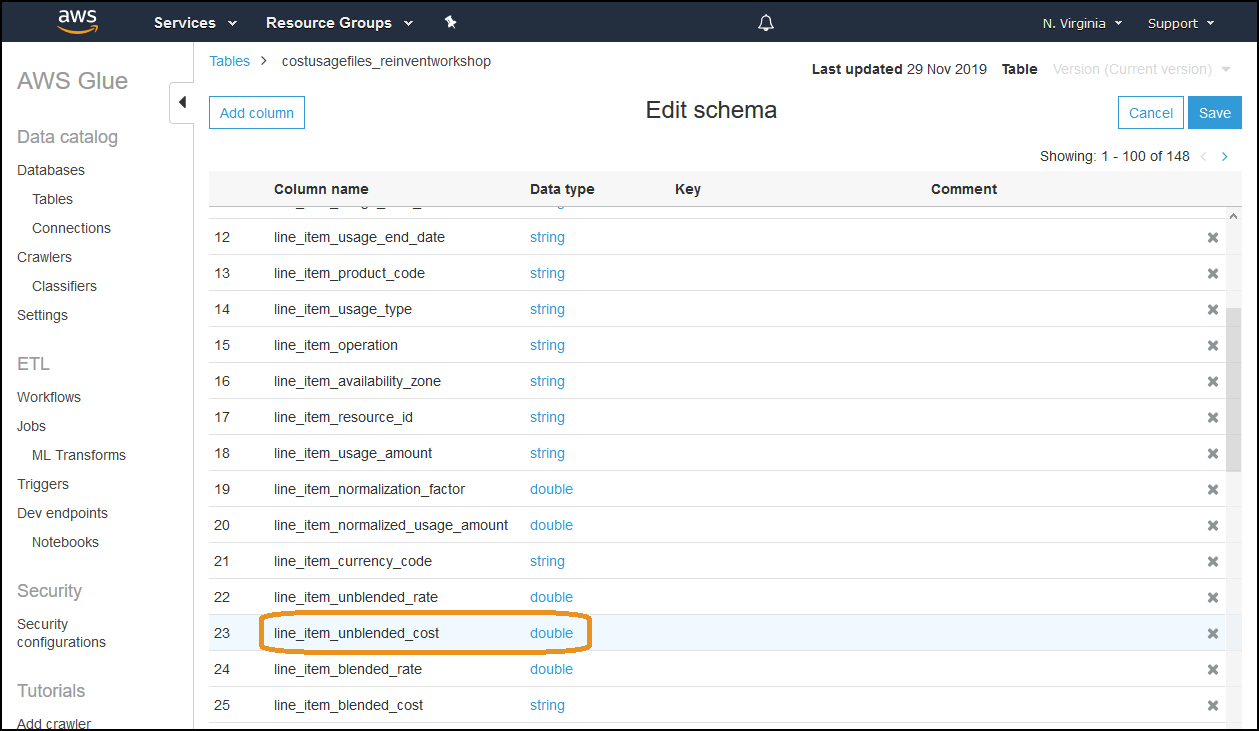 aws Services Resource Groups N. Virginia Support
AWS Glue
Data catalog
Databases
Tables
Connections
Crawlers
Classifiers
Settings
ETL
Workflows
Jobs
ML Transforms
Triggers
Dev endpoints
Notebooks
Security
Security
configurations
Tutorials
Add crawler
Tables > costusagefiles_reinventworkshop
Last updated 29 Nov 2019 Table Version (Current version)
Add column Edit schema Cancel Save
Showing: 1 - 100 of 148 < >
Column name Data type Key Comment
12 line_item_usage_end_date string
13 line_item_product_code string
14 line_item_usage_type string
15 line_item_operation string
16 line_item_availability_zone string
17 line_item_resource_id string
18 line_item_usage_amount string
19 line_item_normalization_factor double
20 line_item_normalized_usage_amount double
21 line_item_currency_code string
22 line_item_unblended_rate double
23 line_item_unblended_cost double
24 line_item_blended_rate double
25 line_item_blended_cost string